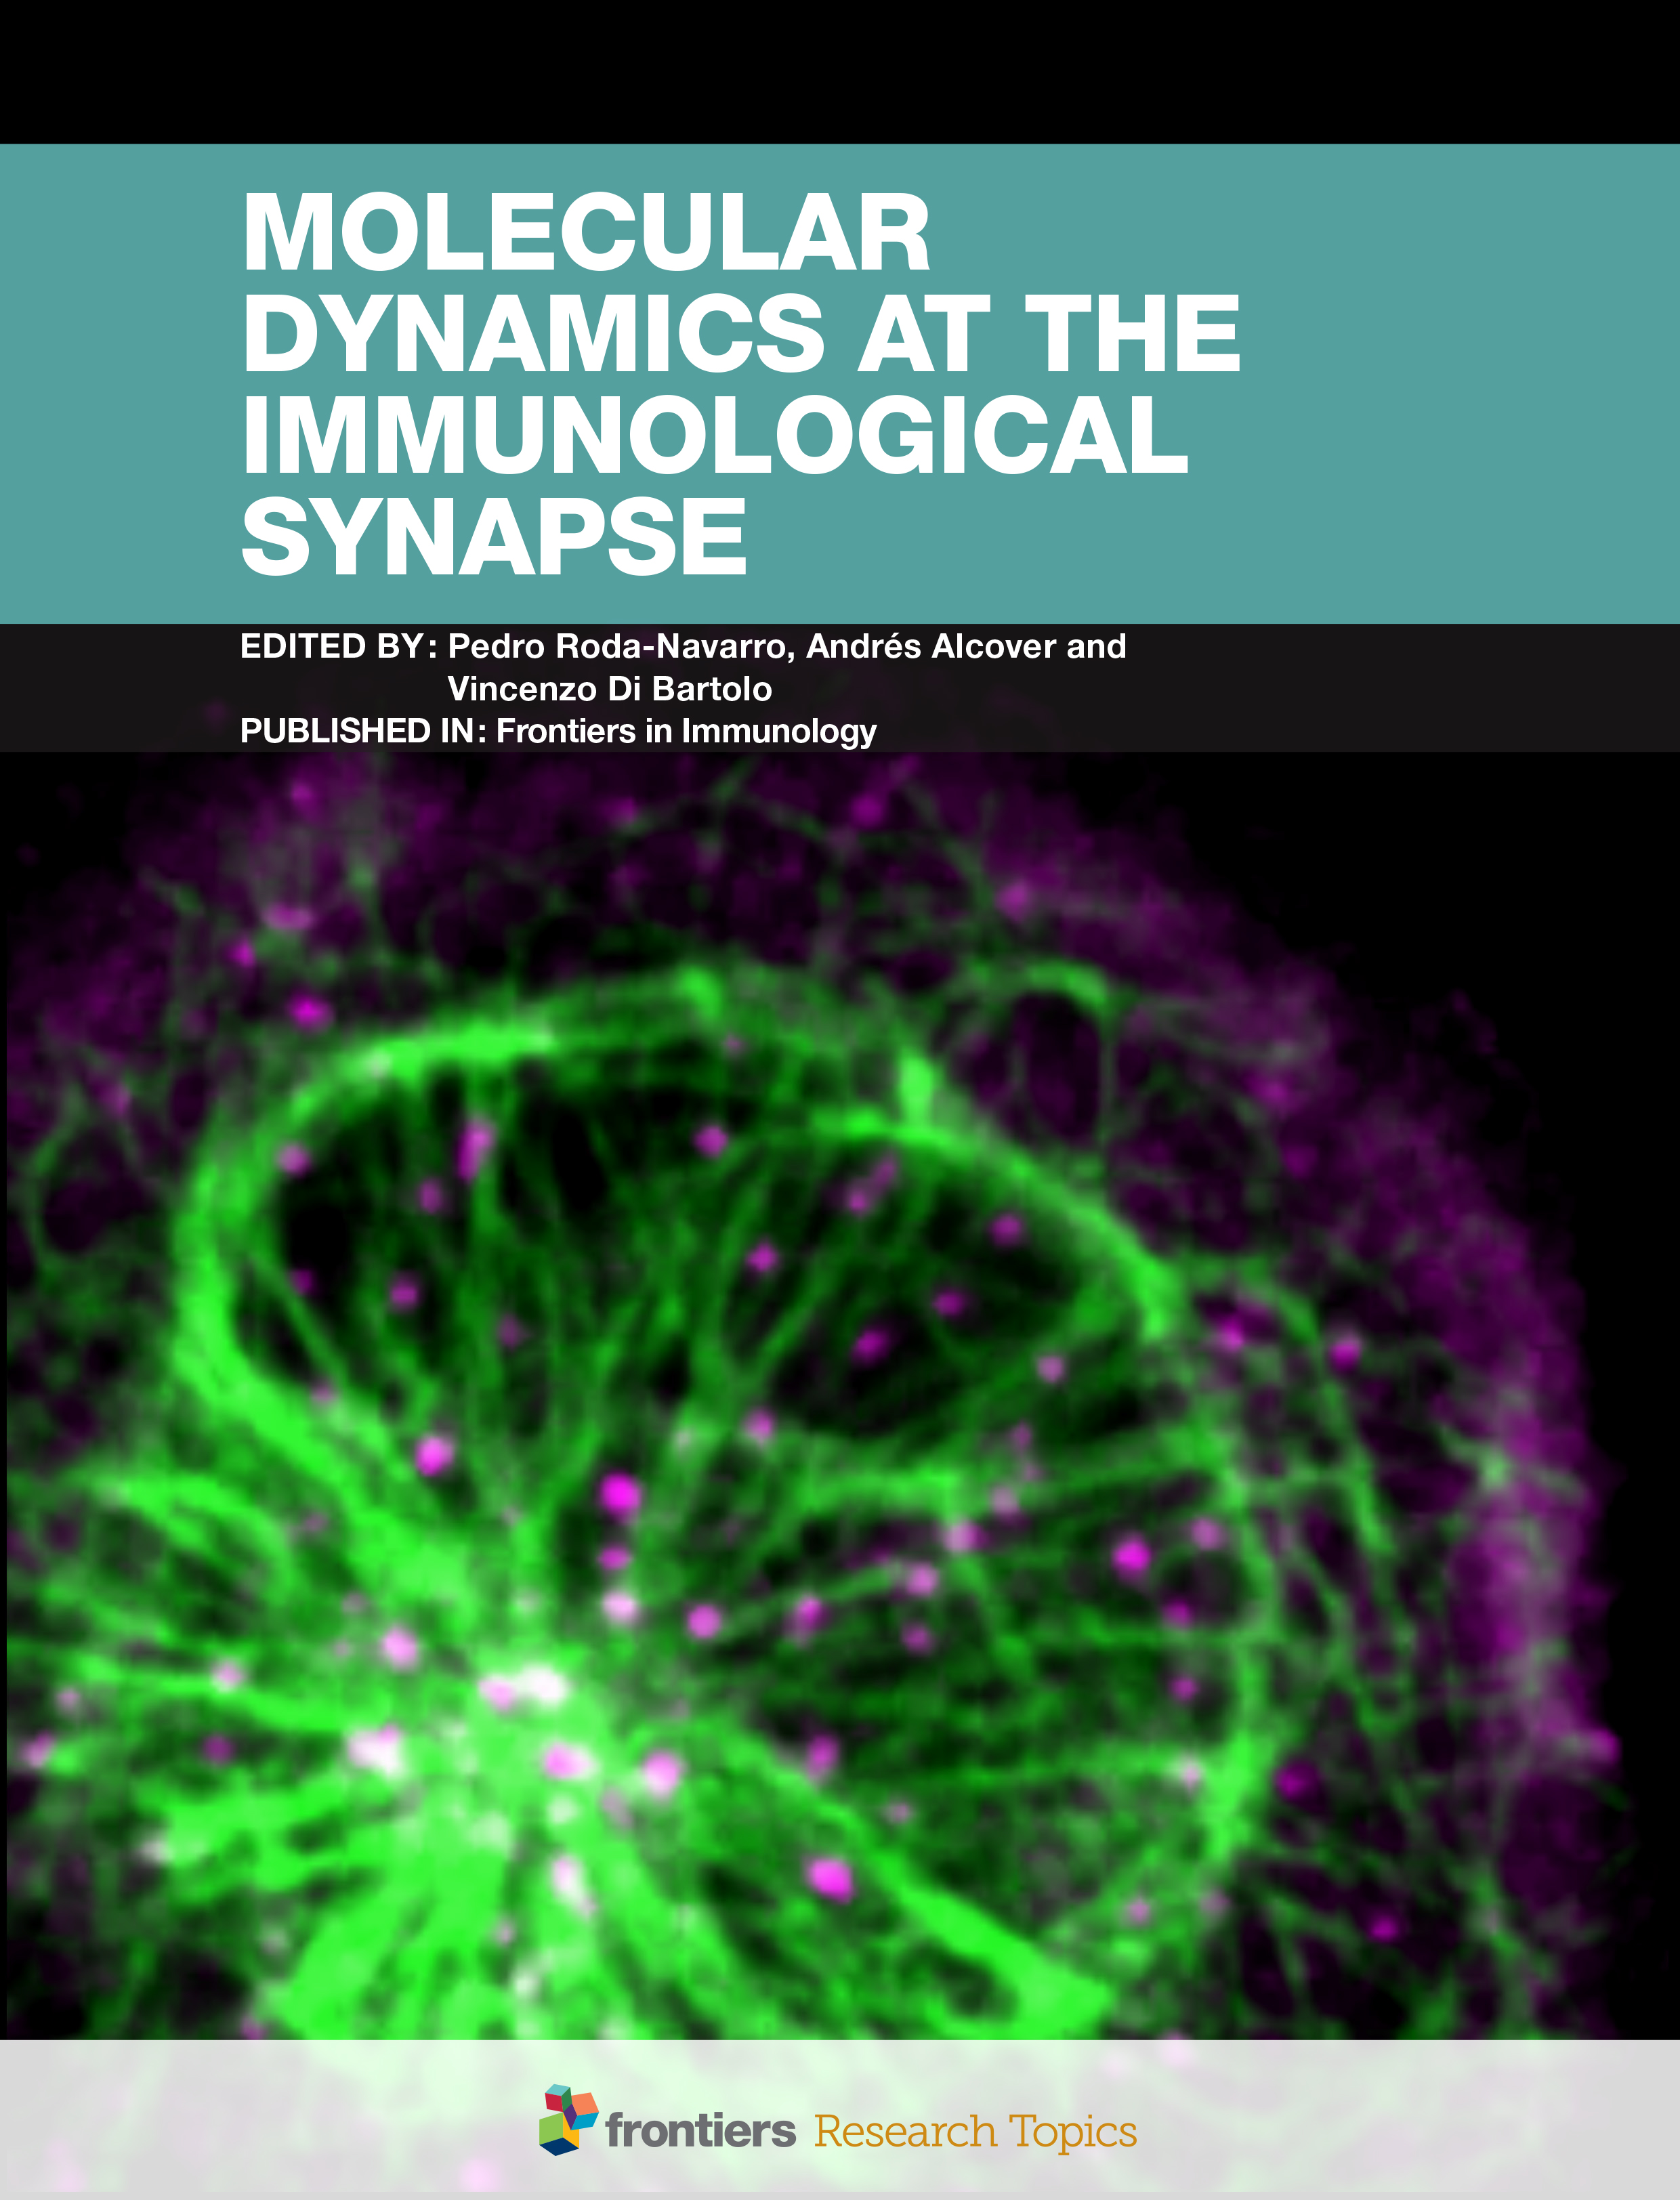 MOLECULAR
DYNAMICS AT THE
IMMUNOLOGICAL
SYNAPSE
EDITED BY: Pedro Roda-Navarro, Andrés Alcover and
Vincenzo Di Bartolo
PUBLISHED IN: Frontiers in Immunology
frontiers Research Topics